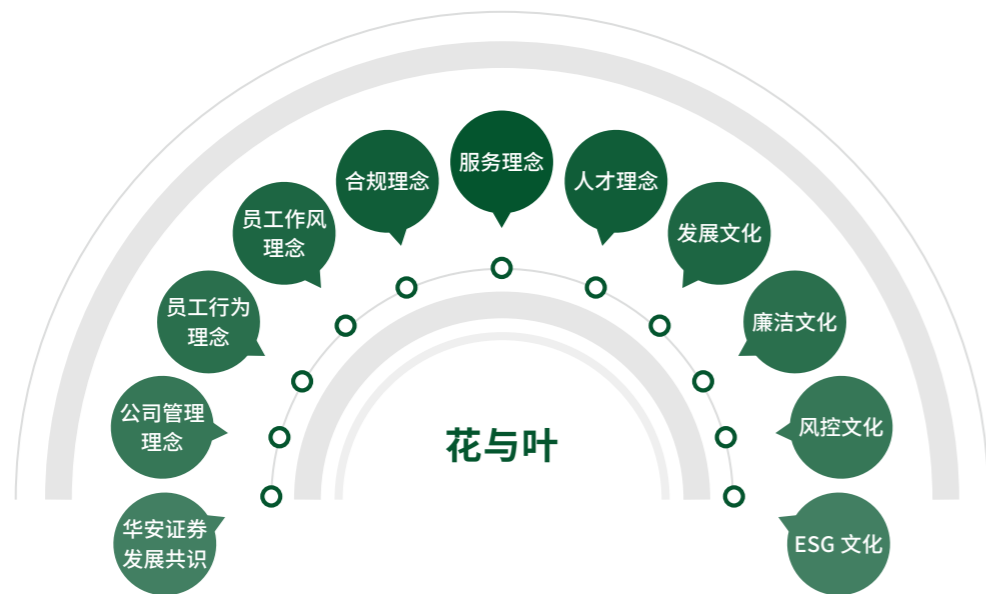 服务理念
合规理念
人才理念
员工作风
理念
发展文化
员工行为
理念
廉洁文化
公司管理
理念
风控文化
花与叶
华安证券
发展共识
ESG 文化